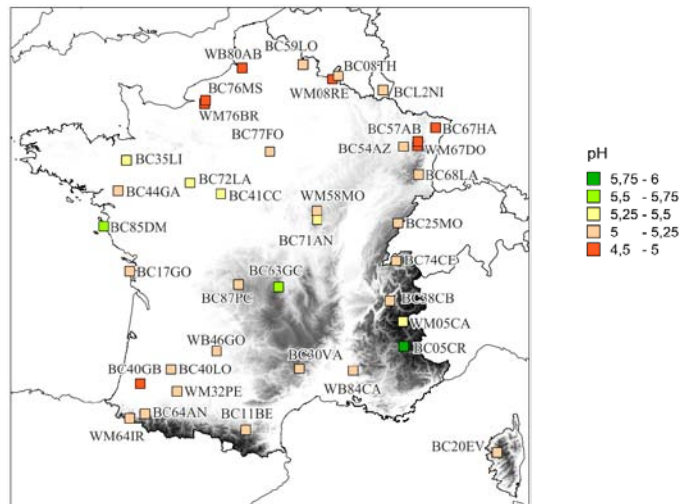 BC59LO
WB80AB
BC08TH
BC76MS
WM08RE
BCL2NI
WM76BR
BC77FO
BC57AB
BC67HA
BC54AZ
WM67DO
BC35LI
BC68LA
BC72LA
BC44GA
BC41CC
WM58MO
BC85DM
BC25MO
BC71AN
BC17GO
BC63GC
BC74CE
BC87PC
BC38CB
WM05CA
WB46GO
BC05CR
BC40GB
BC40LO
BC30VA
WM32PE
WB84CA
BC64AN
BC11BE
WM64IR
BC20EV
pH
5,75 - 6
5,5 - 5,75
5,25 - 5,5
5 - 5,25
4,5 - 5